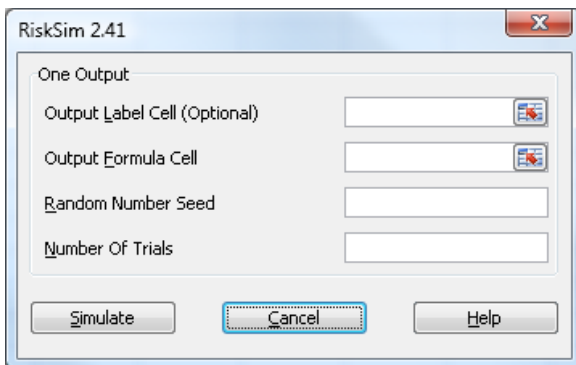 RiskSim 2.41
One Output
Output Label Cell (Optional)
Output Formula Cell
Random Number Seed
Number Of Trials
Simulate
Cancel
Help